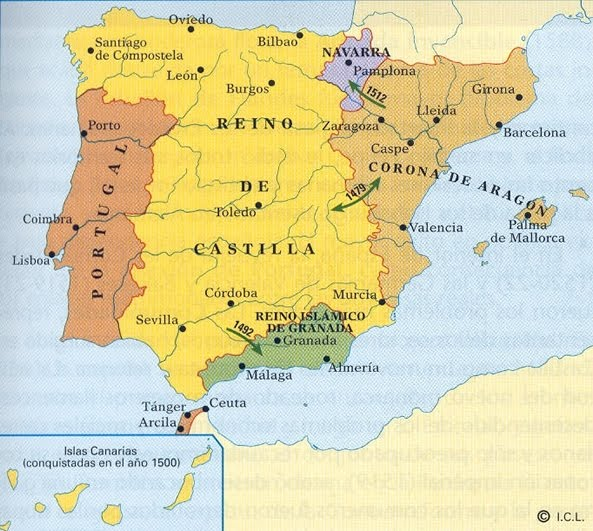 Oviedo
Bilbao
Santiago
de Compostela
León
Burgos
NAVARRA
Pamplona
1512
Girona
Porto
REINO
Zaragoza
Lleida
Barcelona
Caspe
CORONA DE ARAGÓN
PORTUGAL
DE
1479
Toledo
Palma
de Mallorca
Coimbra
Valencia
Lisboa
CASTILLA
Córdoba
Murcia
Sevilla
1492
REINO ISLÁMICO
DE GRANADA
Granada
Málaga
Almería
Tánger
Ceuta
Arcila
Islas Canarias
(conquistadas en el año 1500)
© I.C.L.